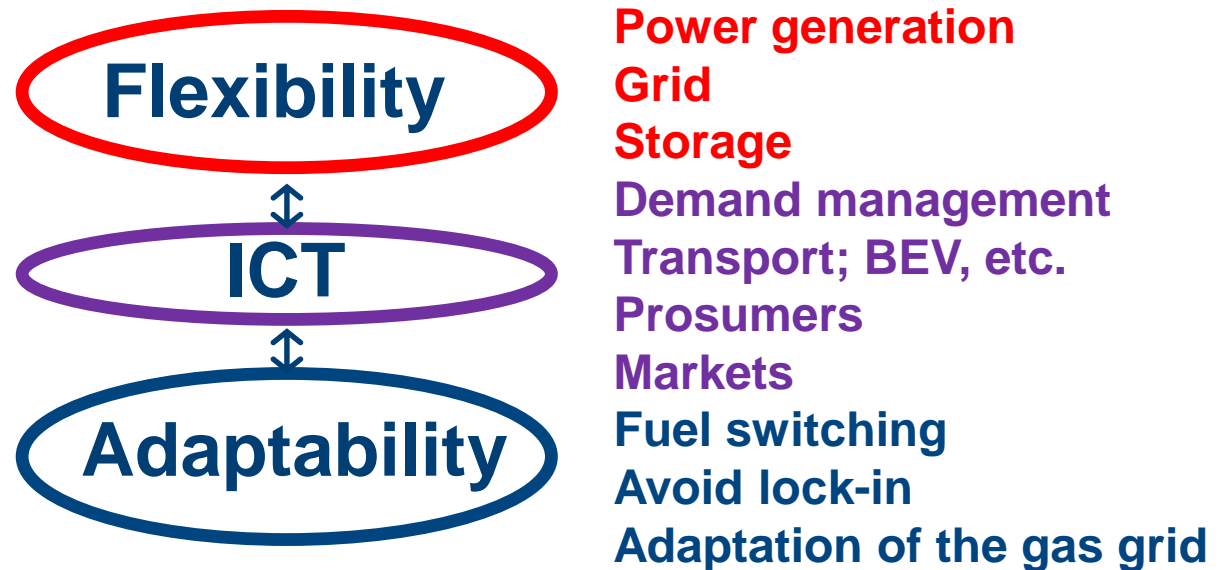 Flexibility
ICT
Adaptability
Power generation
Grid
Storage
Demand management
Transport; BEV, etc.
Prosumers
Markets
Fuel switching
Avoid lock-in
Adaptation of the gas grid